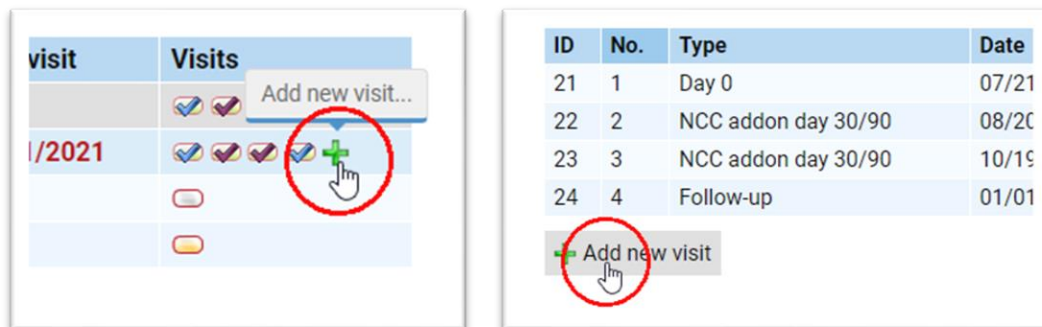 visit Visits
Add new visit...
1/2021
ID No. Type Date
21 1 Day 0 07/21
22 2 NCC addon day 30/90 08/20
23 3 NCC addon day 30/90 10/19
24 4 Follow-up 01/01
Add new visit